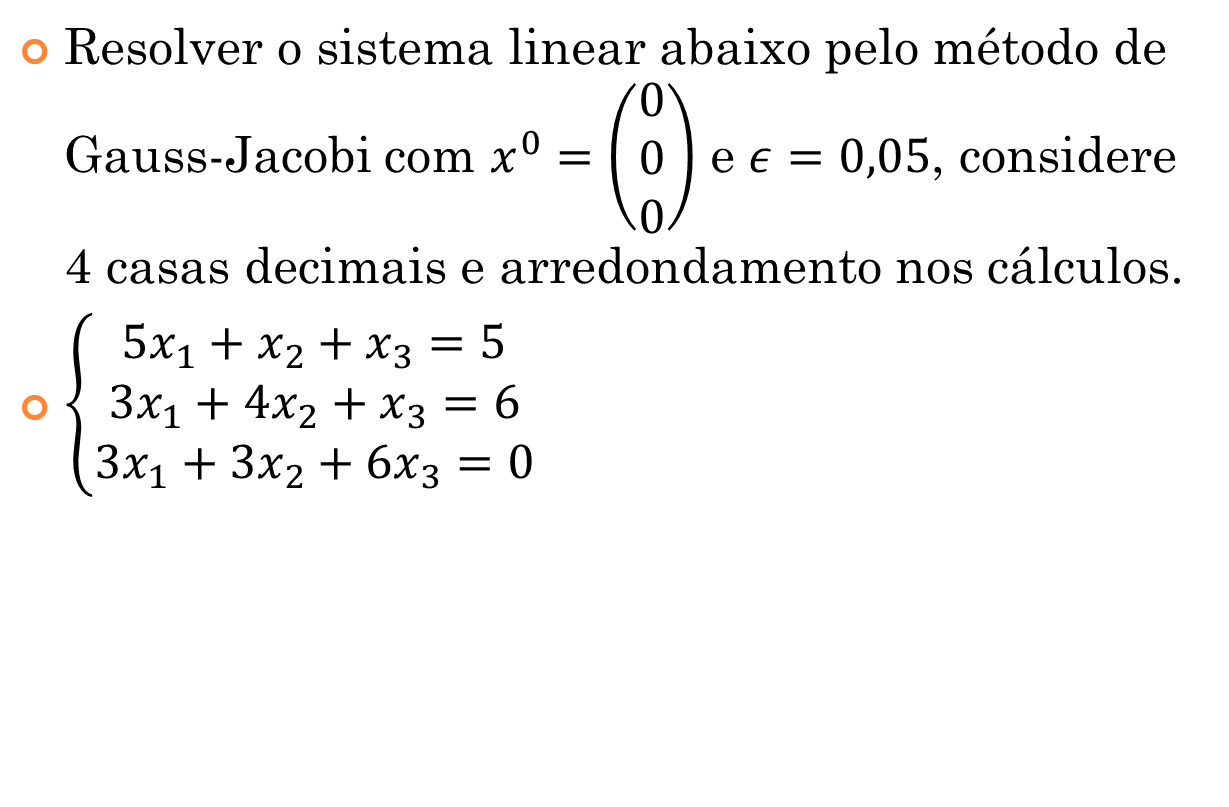 Resolver o sistema linear abaixo pelo método de
Gauss-Jacobi com x⁰ = (0 0 0) e ϵ = 0,05, considere
4 casas decimais e arredondamento nos cálculos.
5x₁ + x₂ + x₃ = 5
3x₁ + 4x₂ + x₃ = 6
3x₁ + 3x₂ + 6x₃ = 0